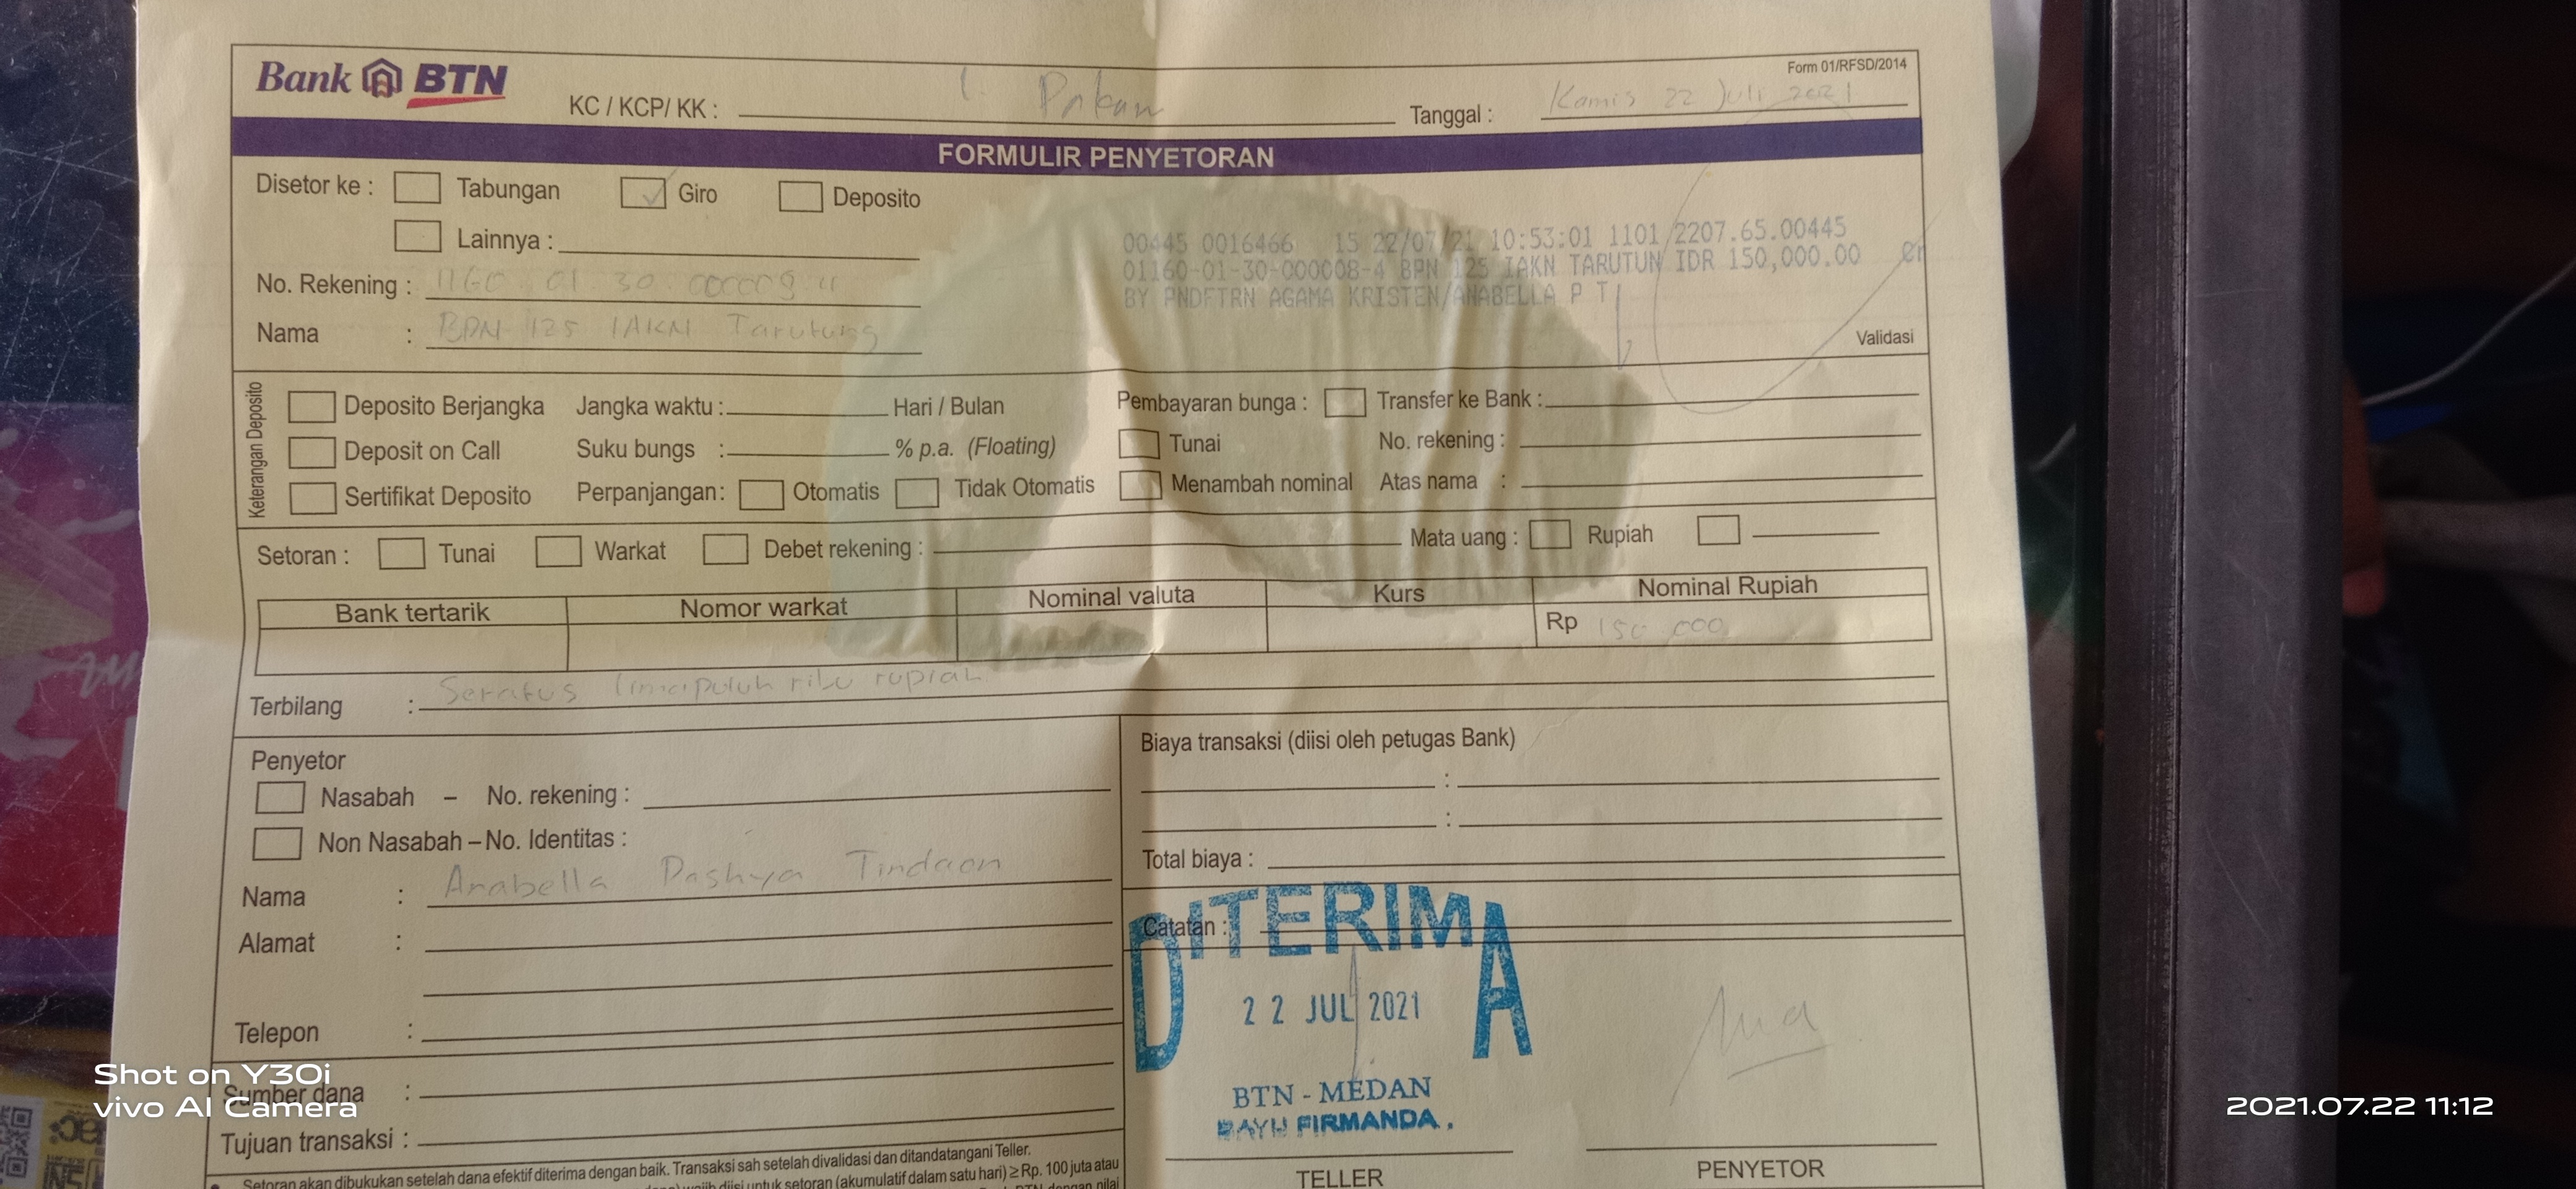 Bank BTN
Form 01/RFSD/2014
KC / KCP/ KK :
Tanggal : Kamis 22 Juli 2021
FORMULIR PENYETORAN
Disetor ke : Tabungan Giro Deposito
Lainnya :
No. Rekening :
Nama : BPN 125 IAKN Tarutung
00445 0016466 15 22/07/21 10:53:01 1101 2207.65.00445
01160-01-30-000008-4 BPN 125 IAKN TARUTUN IDR 150,000.00
BY PNDFTRN AGAMA KRISTEN/ANABELLA P T
Validasi
Keterangan Deposito
Deposito Berjangka Jangka waktu : Hari / Bulan Pembayaran bunga : Transfer ke Bank :
Deposit on Call Suku bungs : % p.a. (Floating) Tunai No. rekening :
Sertifikat Deposito Perpanjangan : Otomatis Tidak Otomatis Menambah nominal Atas nama :
Setoran : Tunai Warkat Debet rekening : Mata uang : Rupiah
Bank tertarik Nomor warkat Nominal valuta Kurs Nominal Rupiah
Rp 150 000
Terbilang : Seratus limapuluh ribu rupiah
Penyetor
Nasabah – No. rekening :
Non Nasabah – No. Identitas :
Nama : Anabella Tindaon
Alamat :
Telepon :
Sumber dana :
Tujuan transaksi :
Biaya transaksi (diisi oleh petugas Bank)
:
:
Total biaya :
Catatan :
DITERIMA
22 JUL 2021
BTN - MEDAN
BAYU FIRMANDA.
TELLER
PENYETOR
Setoran akan dibukukan setelah dana efektif diterima dengan baik. Transaksi sah setelah divalidasi dan ditandatangani Teller.
wajib diisi untuk setoran (akumulatif dalam satu hari) ≥ Rp. 100 juta atau
Shot on Y30i
vivo AI Camera
2021.07.22 11:12